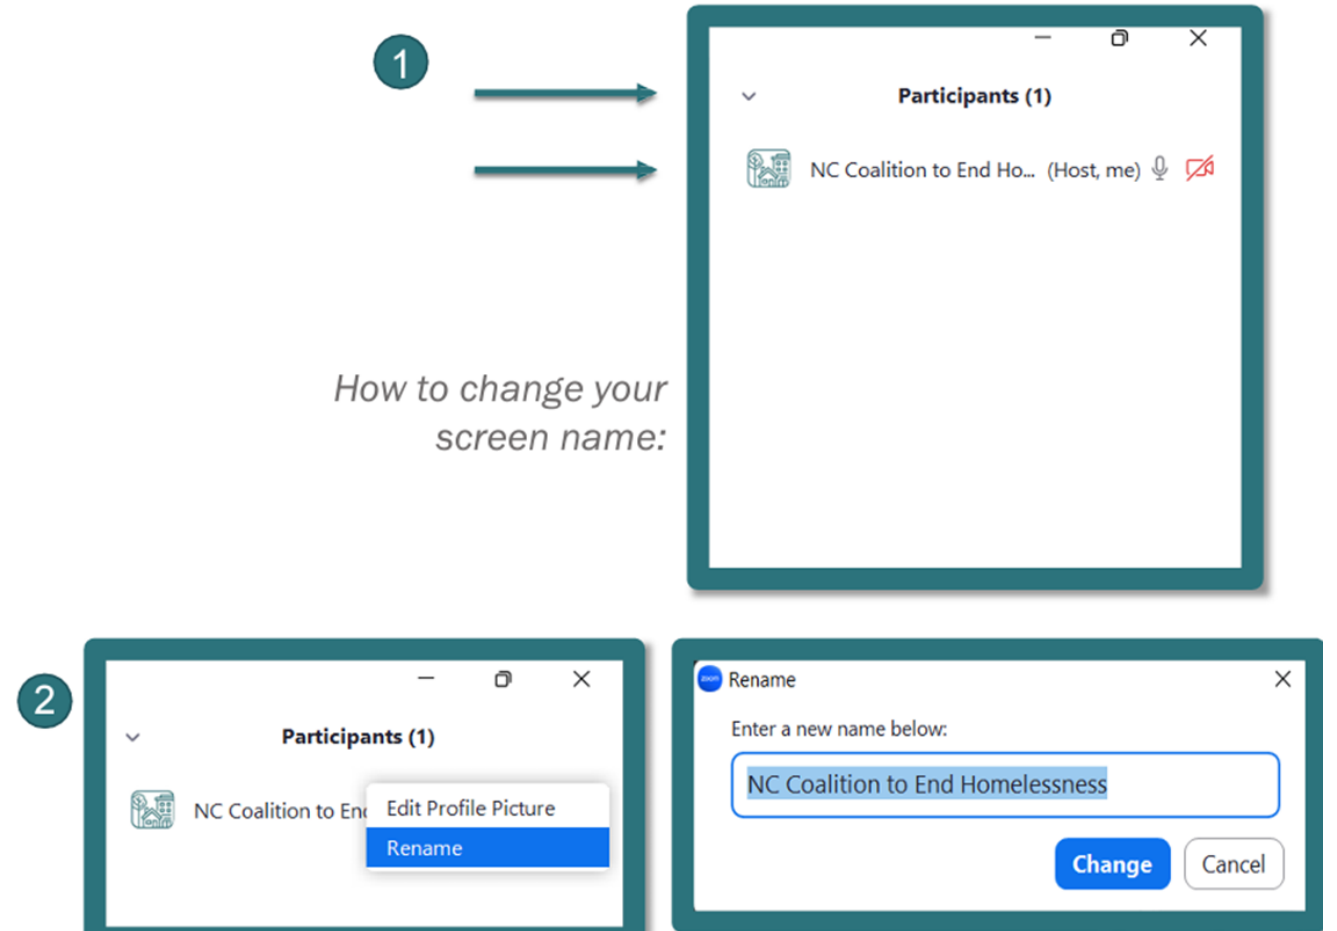 1
Participants (1)
NC Coalition to End Ho... (Host, me)
How to change your
screen name:
2
Participants (1)
NC Coalition to End
Edit Profile Picture
Rename
zoom Rename
Enter a new name below:
NC Coalition to End Homelessness
Change Cancel